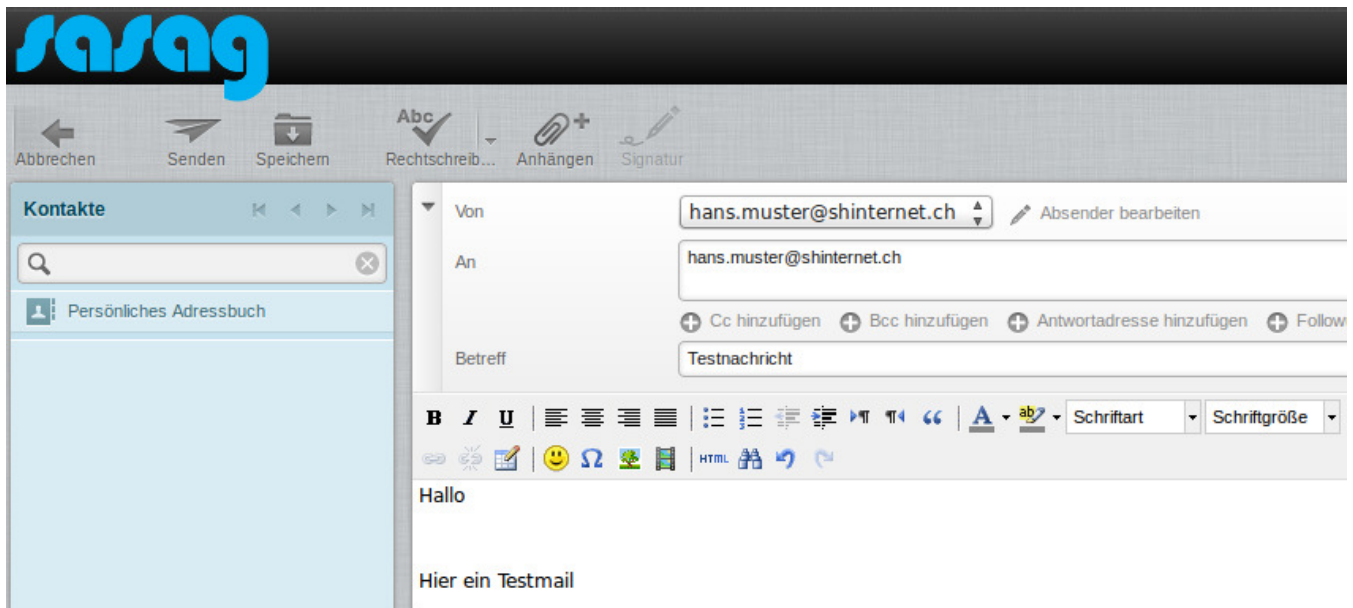 sasag
Abbrechen Senden Speichern Abc Rechtschreib... Anhängen Signatur
Kontakte
Persönliches Adressbuch
Von hans.muster@shinternet.ch Absender bearbeiten
An hans.muster@shinternet.ch
Cc hinzufügen Bcc hinzufügen Antwortadresse hinzufügen Follow
Betreff Testnachricht
B I U A ab Schriftart Schriftgröße
Ω HTML
Hallo
Hier ein Testmail